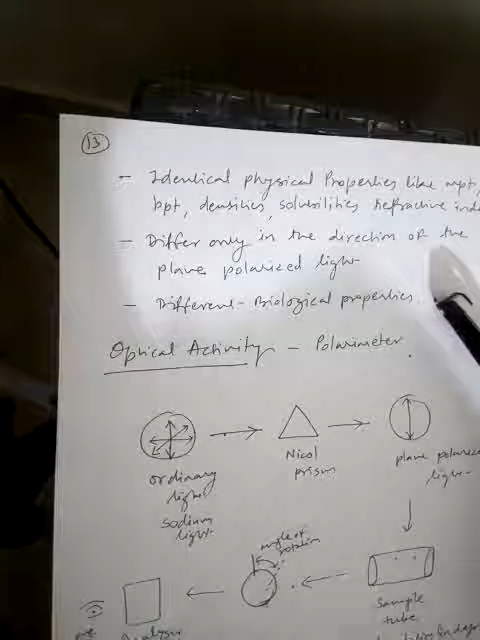 13
- Identical physical Properties like mpt,
bpt, densities, solubilities Refractive inde
- Differ only in the direction of the
plane polarized light
- Different - Biological properties.
Optical Activity - Polarimeter.
ordinary
light
sodium
light
Nicol
prism
plane polariz
light
angle of
rotation
Sample
tube